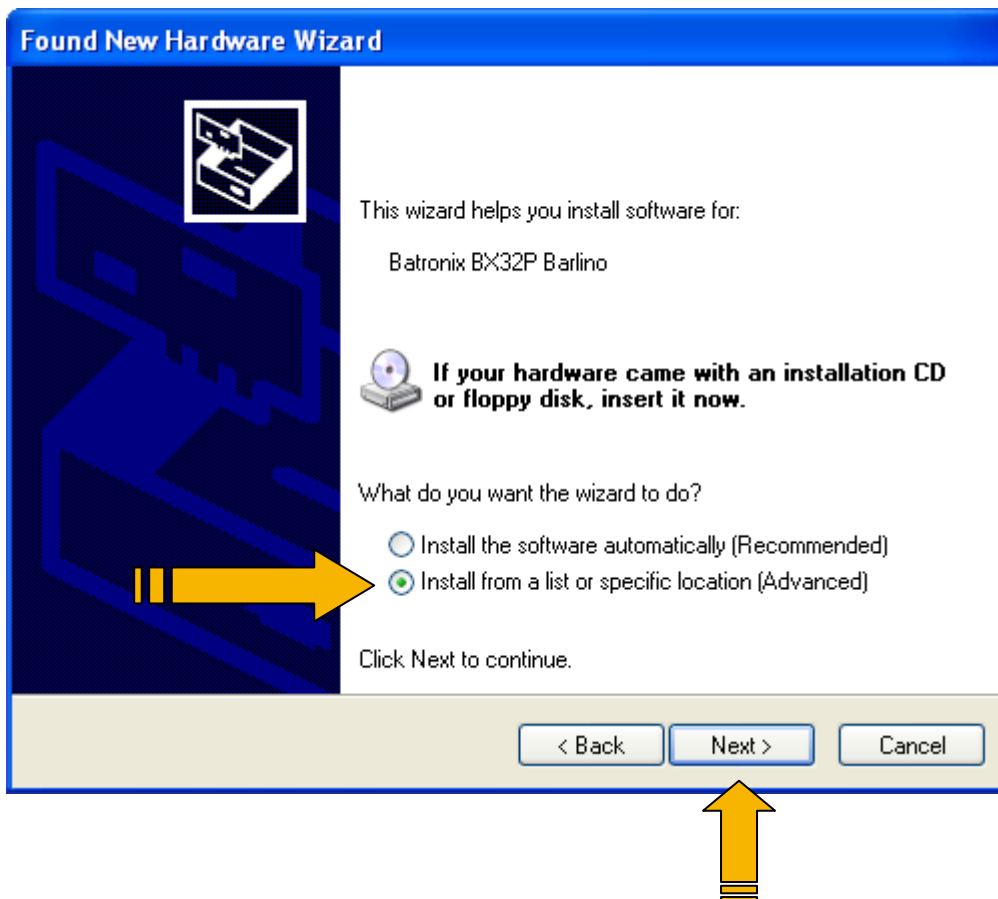 Found New Hardware Wizard
This wizard helps you install software for:
Batronix BX32P Barlino
If your hardware came with an installation CD
or floppy disk, insert it now.
What do you want the wizard to do?
Install the software automatically (Recommended)
Install from a list or specific location (Advanced)
Click Next to continue.
< Back
Next >
Cancel